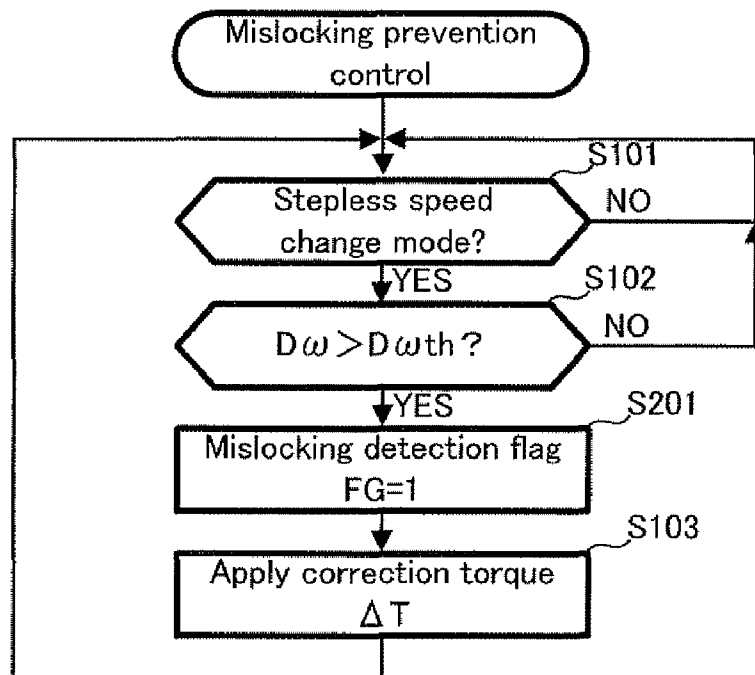 Mislocking prevention
control
S101
Stepless speed
change mode?
NO
YES
S102
Dω>Dωth?
NO
YES
S201
Mislocking detection flag
FG=1
S103
Apply correction torque
ΔT